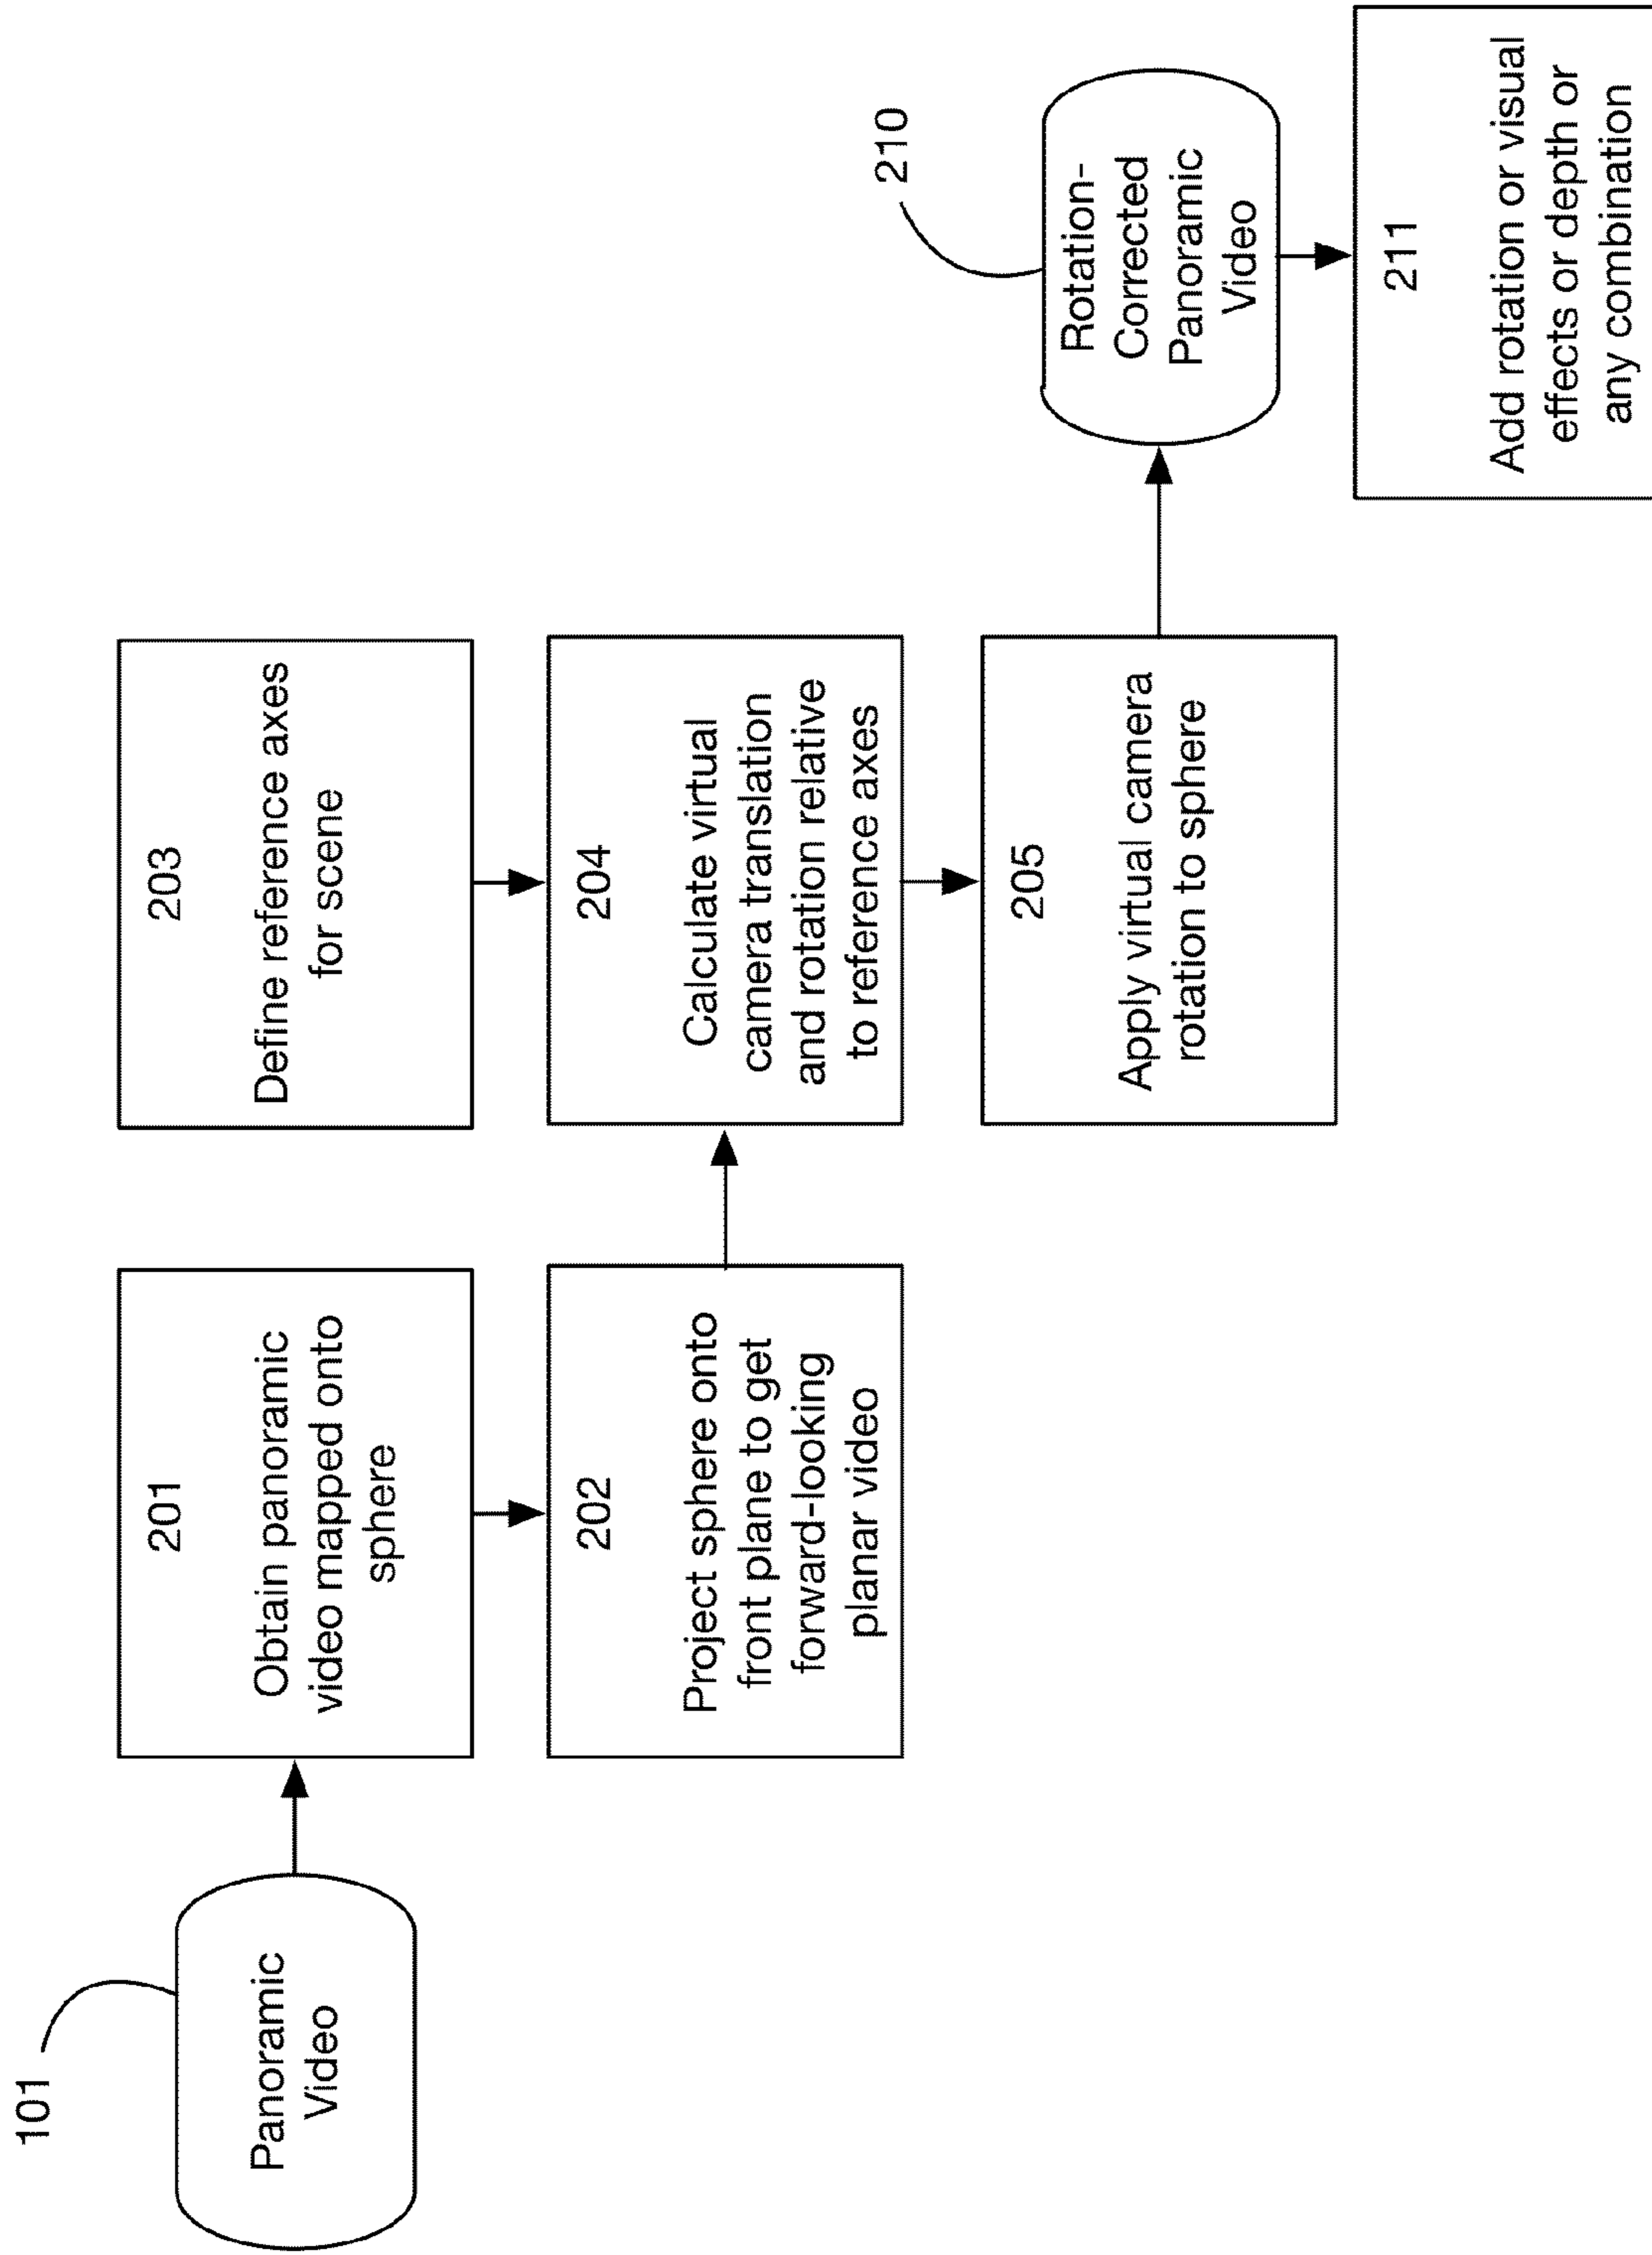 101
Panoramic
Video
201
Obtain panoramic
video mapped onto
sphere
202
Project sphere onto
front plane to get
forward-looking
planar video
203
Define reference axes
for scene
204
Calculate virtual
camera translation
and rotation relative
to reference axes
205
Apply virtual camera
rotation to sphere
210
Rotation-
Corrected
Panoramic
Video
211
Add rotation or visual
effects or depth or
any combination